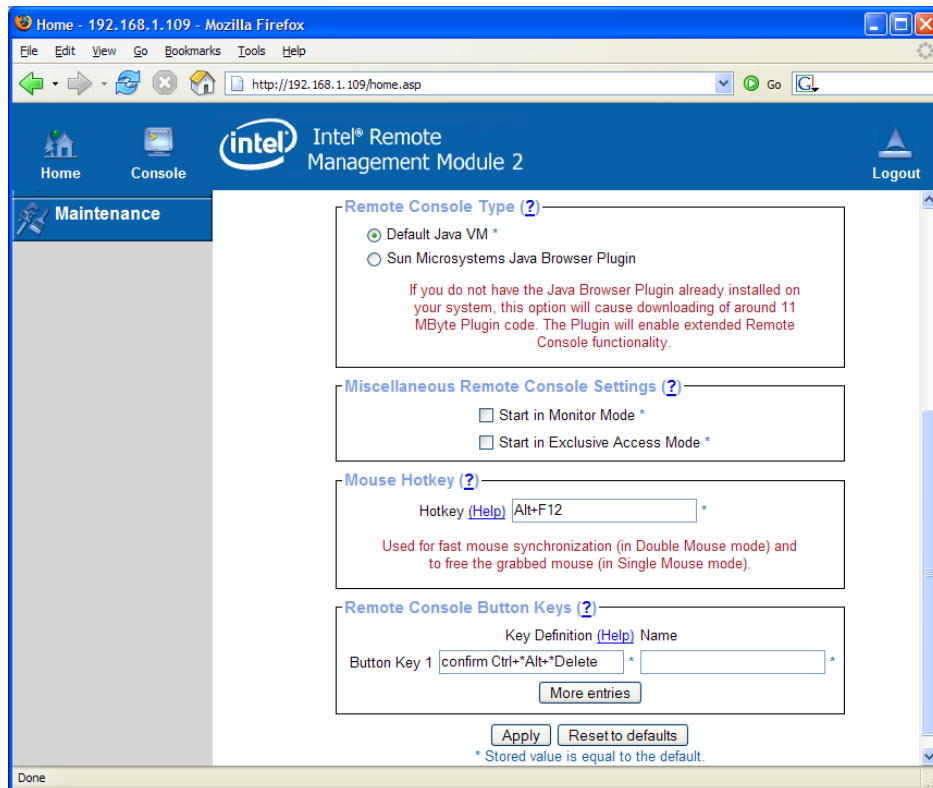 Home - 192.168.1.109 - Mozilla Firefox
File Edit View Go Bookmarks Tools Help
http://192.168.1.109/home.asp Go G
Home Console
intel Intel® Remote
Management Module 2
Logout
Maintenance
Remote Console Type (?)
Default Java VM *
Sun Microsystems Java Browser Plugin
If you do not have the Java Browser Plugin already installed on
your system, this option will cause downloading of around 11
MByte Plugin code. The Plugin will enable extended Remote
Console functionality.
Miscellaneous Remote Console Settings (?)
Start in Monitor Mode *
Start in Exclusive Access Mode *
Mouse Hotkey (?)
Hotkey (Help) Alt+F12 *
Used for fast mouse synchronization (in Double Mouse mode) and
to free the grabbed mouse (in Single Mouse mode).
Remote Console Button Keys (?)
Key Definition (Help) Name
Button Key 1 confirm Ctrl+*Alt+*Delete * *
More entries
Apply Reset to defaults
* Stored value is equal to the default.
Done